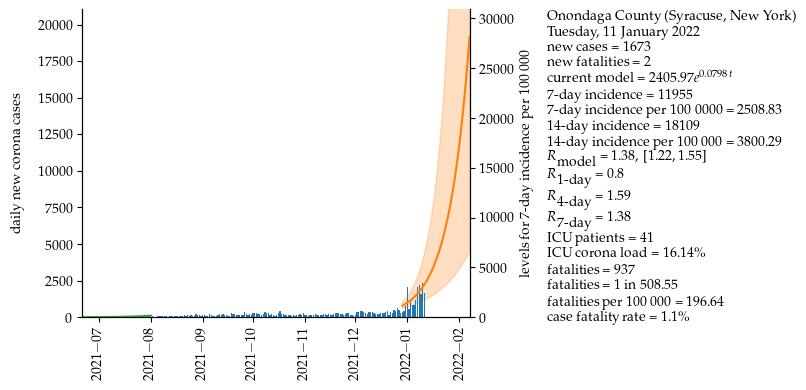 daily new corona cases
20000
17500
15000
12500
10000
7500
5000
2500
0
2021−07
2021−08
2021−09
2021−10
2021−11
2021−12
2022−01
2022−02
30000
25000
20000
15000
10000
5000
0
levels for 7-day incidence per 100 000
Onondaga County (Syracuse, New York)
Tuesday, 11 January 2022
new cases = 1673
new fatalities = 2
current model = 2405.97e^0.0798 t
7-day incidence = 11955
7-day incidence per 100 0000 = 2508.83
14-day incidence = 18109
14-day incidence per 100 000 = 3800.29
R model = 1.38, [1.22, 1.55]
R 1-day = 0.8
R 4-day = 1.59
R 7-day = 1.38
ICU patients = 41
ICU corona load = 16.14%
fatalities = 937
fatalities = 1 in 508.55
fatalities per 100 000 = 196.64
case fatality rate = 1.1%